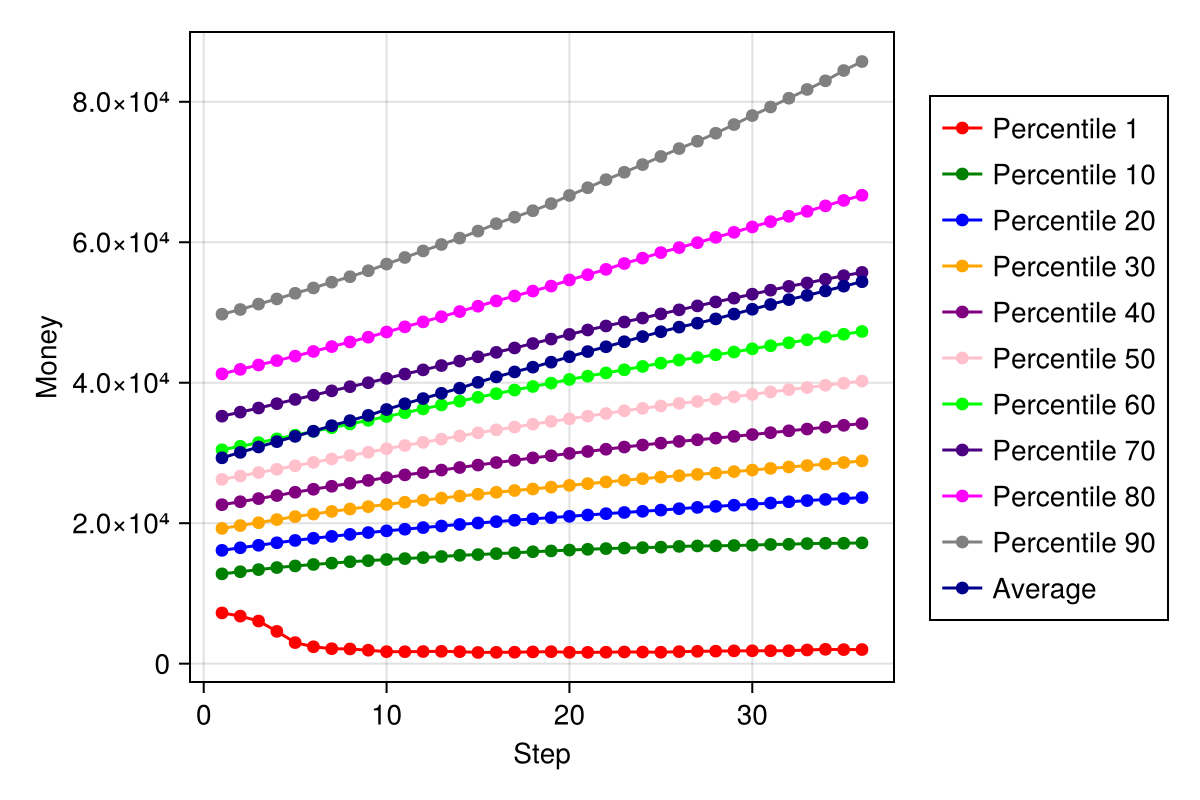 8.0×10⁴
6.0×10⁴
4.0×10⁴
2.0×10⁴
0
Money
0 10 20 30
Step
Percentile 1
Percentile 10
Percentile 20
Percentile 30
Percentile 40
Percentile 50
Percentile 60
Percentile 70
Percentile 80
Percentile 90
Average